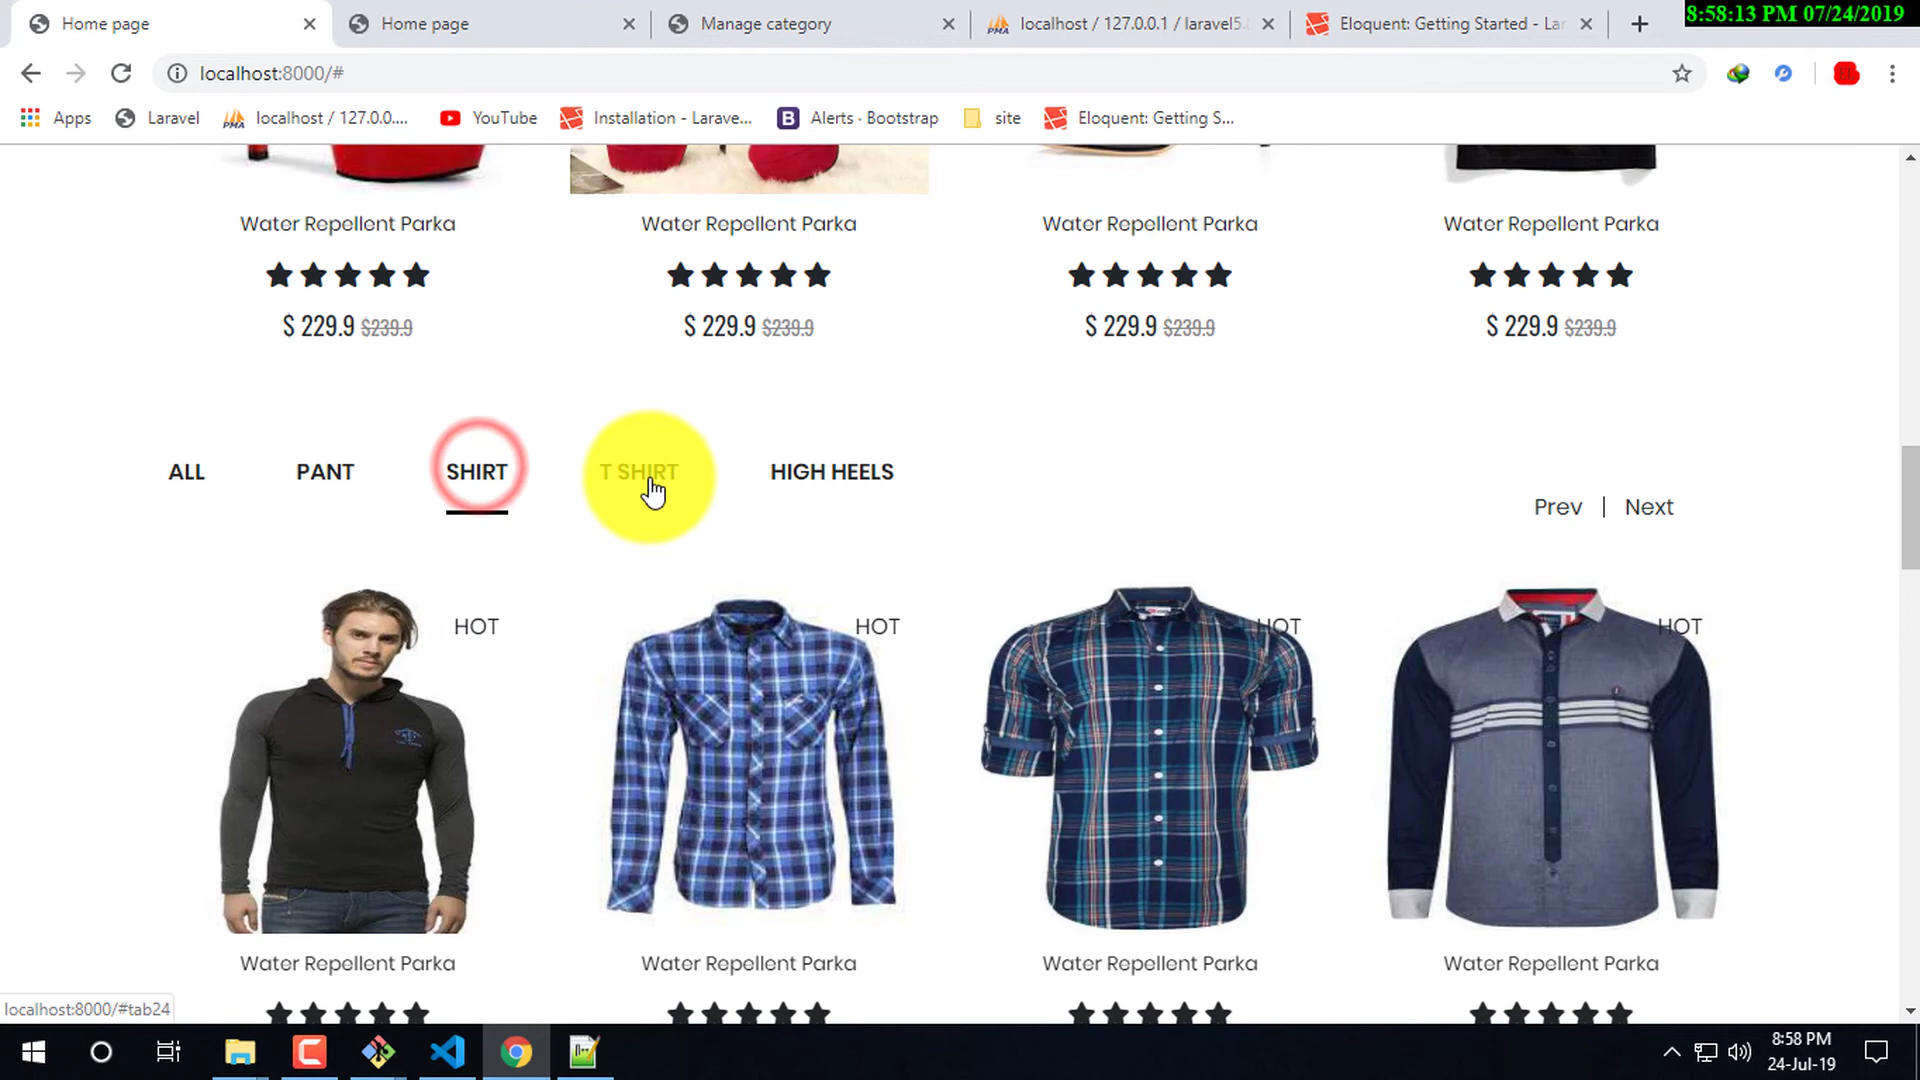 Home page
Home page
Manage category
localhost / 127.0.0.1 / laravel5.
Eloquent: Getting Started - La
8:58:13 PM 07/24/2019
localhost:8000/#
Apps
Laravel
localhost / 127.0.0....
YouTube
Installation - Larave...
Alerts · Bootstrap
site
Eloquent: Getting S...
Water Repellent Parka
Water Repellent Parka
Water Repellent Parka
Water Repellent Parka
$ 229.9 $239.9
$ 229.9 $239.9
$ 229.9 $239.9
$ 229.9 $239.9
ALL
PANT
SHIRT
T SHIRT
HIGH HEELS
Prev | Next
HOT
HOT
HOT
HOT
Water Repellent Parka
Water Repellent Parka
Water Repellent Parka
Water Repellent Parka
localhost:8000/#tab24
8:58 PM
24-Jul-19